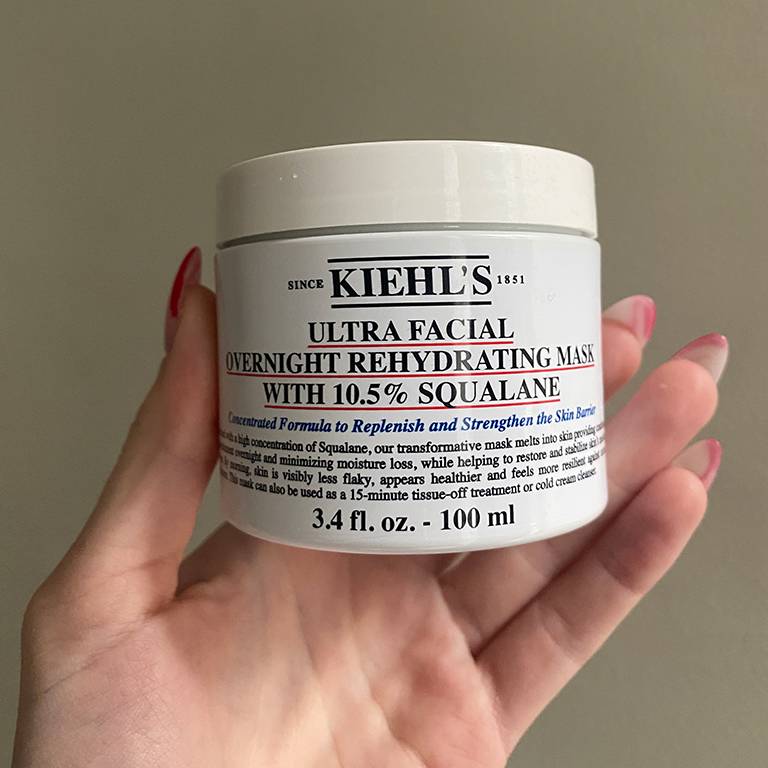 SINCE KIEHL'S 1851
ULTRA FACIAL
OVERNIGHT REHYDRATING MASK
WITH 10.5% SQUALANE
Concentrated Formula to Replenish and Strengthen the Skin Barrier
with a high concentration of Squalane, our transformative mask melts into skin providing
overnight and minimizing moisture loss, while helping to restore and stabilize skin's
by morning, skin is visibly less flaky, appears healthier and feels more resilient against
This mask can also be used as a 15-minute tissue-off treatment or cold cream cleanser.
3.4 fl. oz. - 100 ml